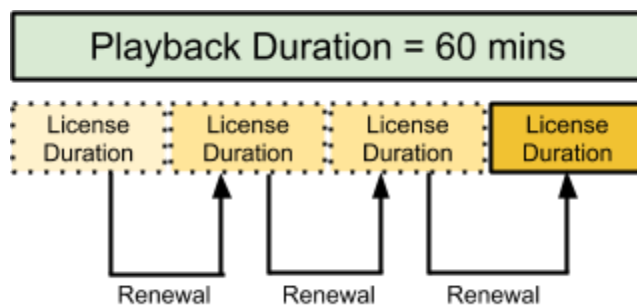 Playback Duration = 60 mins
License
Duration
License
Duration
License
Duration
License
Duration
Renewal
Renewal
Renewal